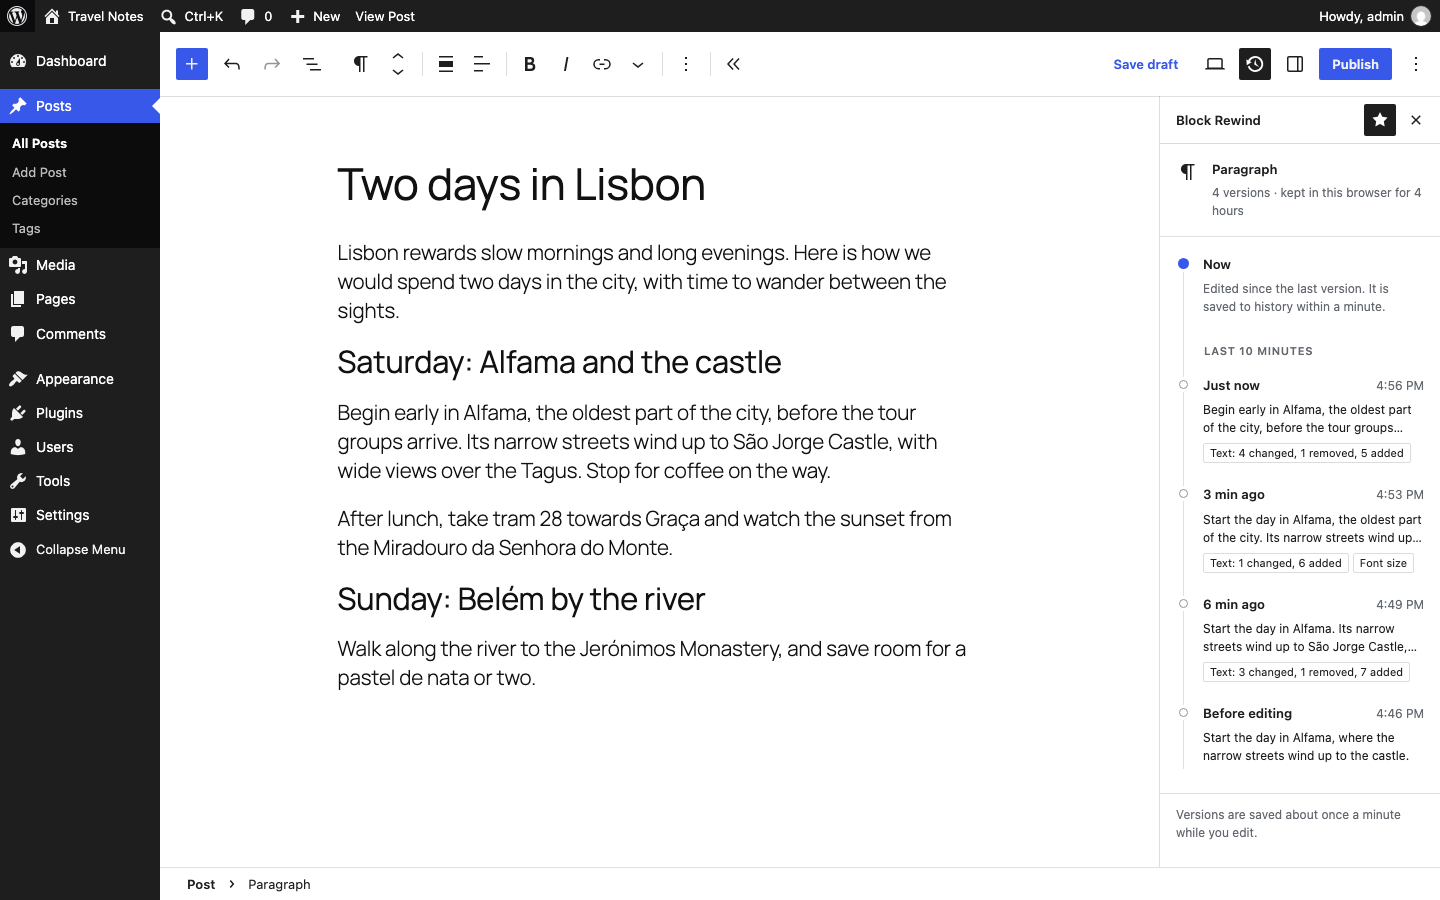 Travel Notes
Ctrl+K
0
New
View Post
Howdy, admin
Dashboard
Posts
All Posts
Add Post
Categories
Tags
Media
Pages
Comments
Appearance
Plugins
Users
Tools
Settings
Collapse Menu
Save draft
Publish
Two days in Lisbon
Lisbon rewards slow mornings and long evenings. Here is how we
would spend two days in the city, with time to wander between the
sights.
Saturday: Alfama and the castle
Begin early in Alfama, the oldest part of the city, before the tour
groups arrive. Its narrow streets wind up to São Jorge Castle, with
wide views over the Tagus. Stop for coffee on the way.
After lunch, take tram 28 towards Graça and watch the sunset from
the Miradouro da Senhora do Monte.
Sunday: Belém by the river
Walk along the river to the Jerónimos Monastery, and save room for a
pastel de nata or two.
Block Rewind
Paragraph
4 versions · kept in this browser for 4
hours
Now
Edited since the last version. It is
saved to history within a minute.
LAST 10 MINUTES
Just now 4:56 PM
Begin early in Alfama, the oldest part
of the city, before the tour groups...
Text: 4 changed, 1 removed, 5 added
3 min ago 4:53 PM
Start the day in Alfama, the oldest part
of the city. Its narrow streets wind up...
Text: 1 changed, 6 added Font size
6 min ago 4:49 PM
Start the day in Alfama. Its narrow
streets wind up to São Jorge Castle,...
Text: 3 changed, 1 removed, 7 added
Before editing 4:46 PM
Start the day in Alfama, where the
narrow streets wind up to the castle.
Versions are saved about once a minute
while you edit.
Post › Paragraph